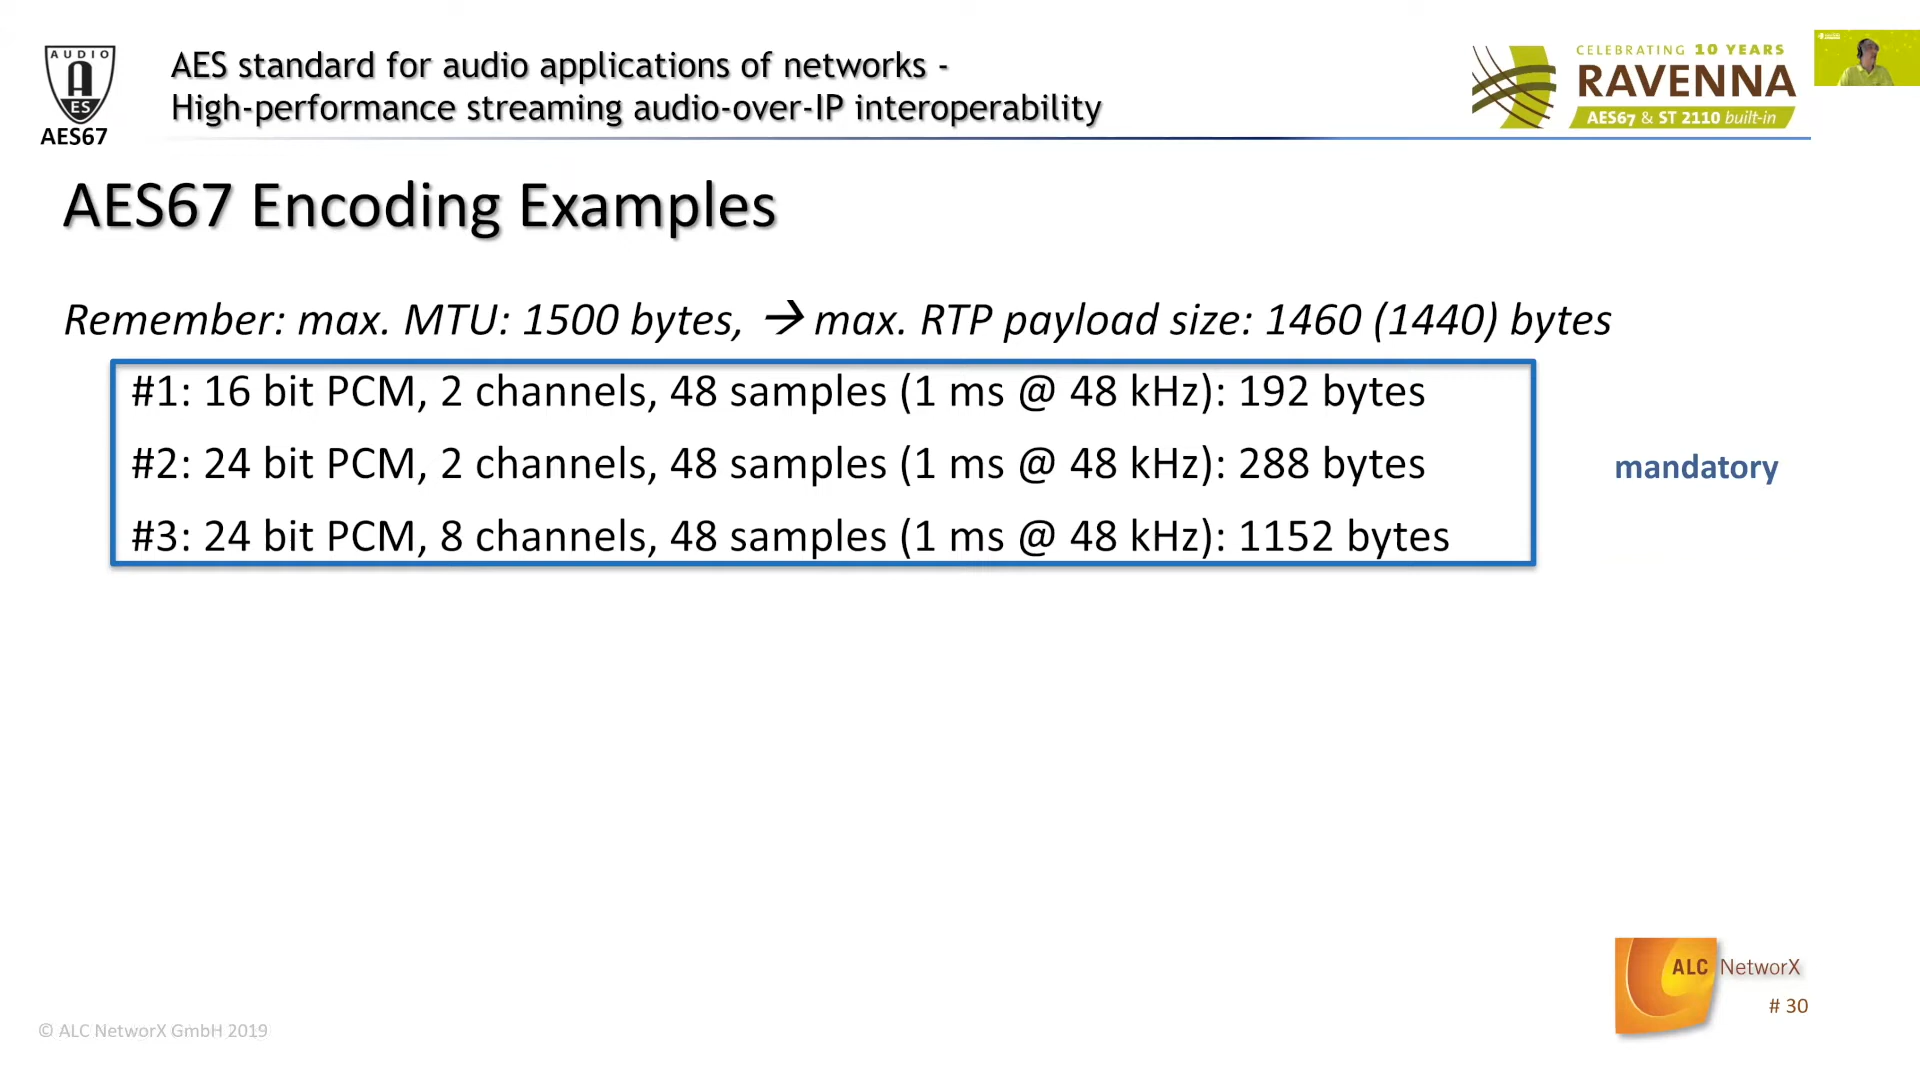 AUDIO
A
ES
AES67
AES standard for audio applications of networks -
High-performance streaming audio-over-IP interoperability
CELEBRATING 10 YEARS
RAVENNA
AES67 & ST 2110 built-in
AES67 Encoding Examples
Remember: max. MTU: 1500 bytes, → max. RTP payload size: 1460 (1440) bytes
#1: 16 bit PCM, 2 channels, 48 samples (1 ms @ 48 kHz): 192 bytes
#2: 24 bit PCM, 2 channels, 48 samples (1 ms @ 48 kHz): 288 bytes
#3: 24 bit PCM, 8 channels, 48 samples (1 ms @ 48 kHz): 1152 bytes
mandatory
ALC NetworX
# 30
© ALC NetworX GmbH 2019